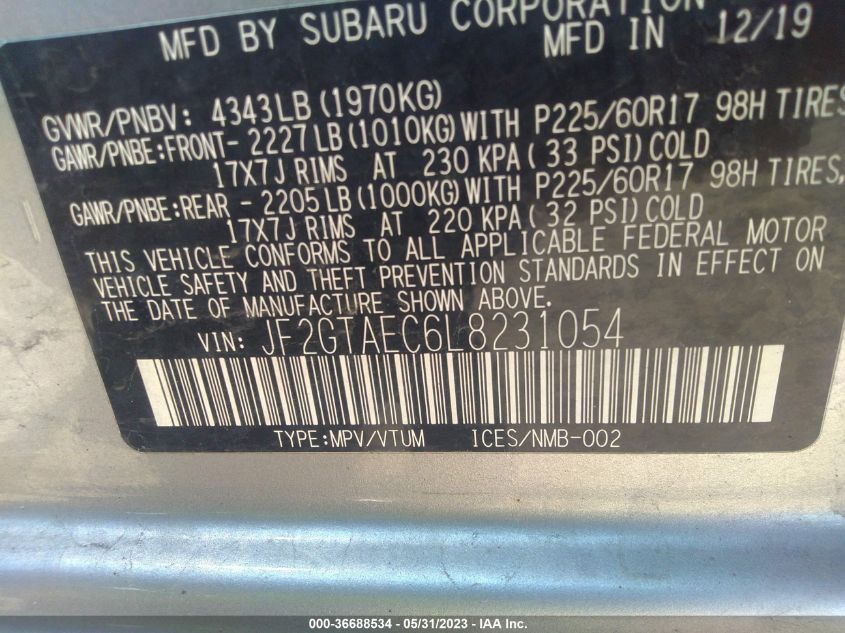 MFD BY SUBARU CORPORATION
MFD IN 12/19
GVWR/PNBV: 4343LB(1970KG)
GAWR/PNBE:FRONT- 2227LB(1010KG)WITH P225/60R17 98H TIRES
17X7J RIMS AT 230 KPA(33 PSI)COLD
GAWR/PNBE:REAR - 2205LB(1000KG)WITH P225/60R17 98H TIRES,
17X7J RIMS AT 220 KPA(32 PSI)COLD
THIS VEHICLE CONFORMS TO ALL APPLICABLE FEDERAL MOTOR
VEHICLE SAFETY AND THEFT PREVENTION STANDARDS IN EFFECT ON
THE DATE OF MANUFACTURE SHOWN ABOVE.
VIN: JF2GTAEC6L8231054
TYPE:MPV/VTUM ICES/NMB-002
000-36688534 - 05/31/2023 - IAA Inc.